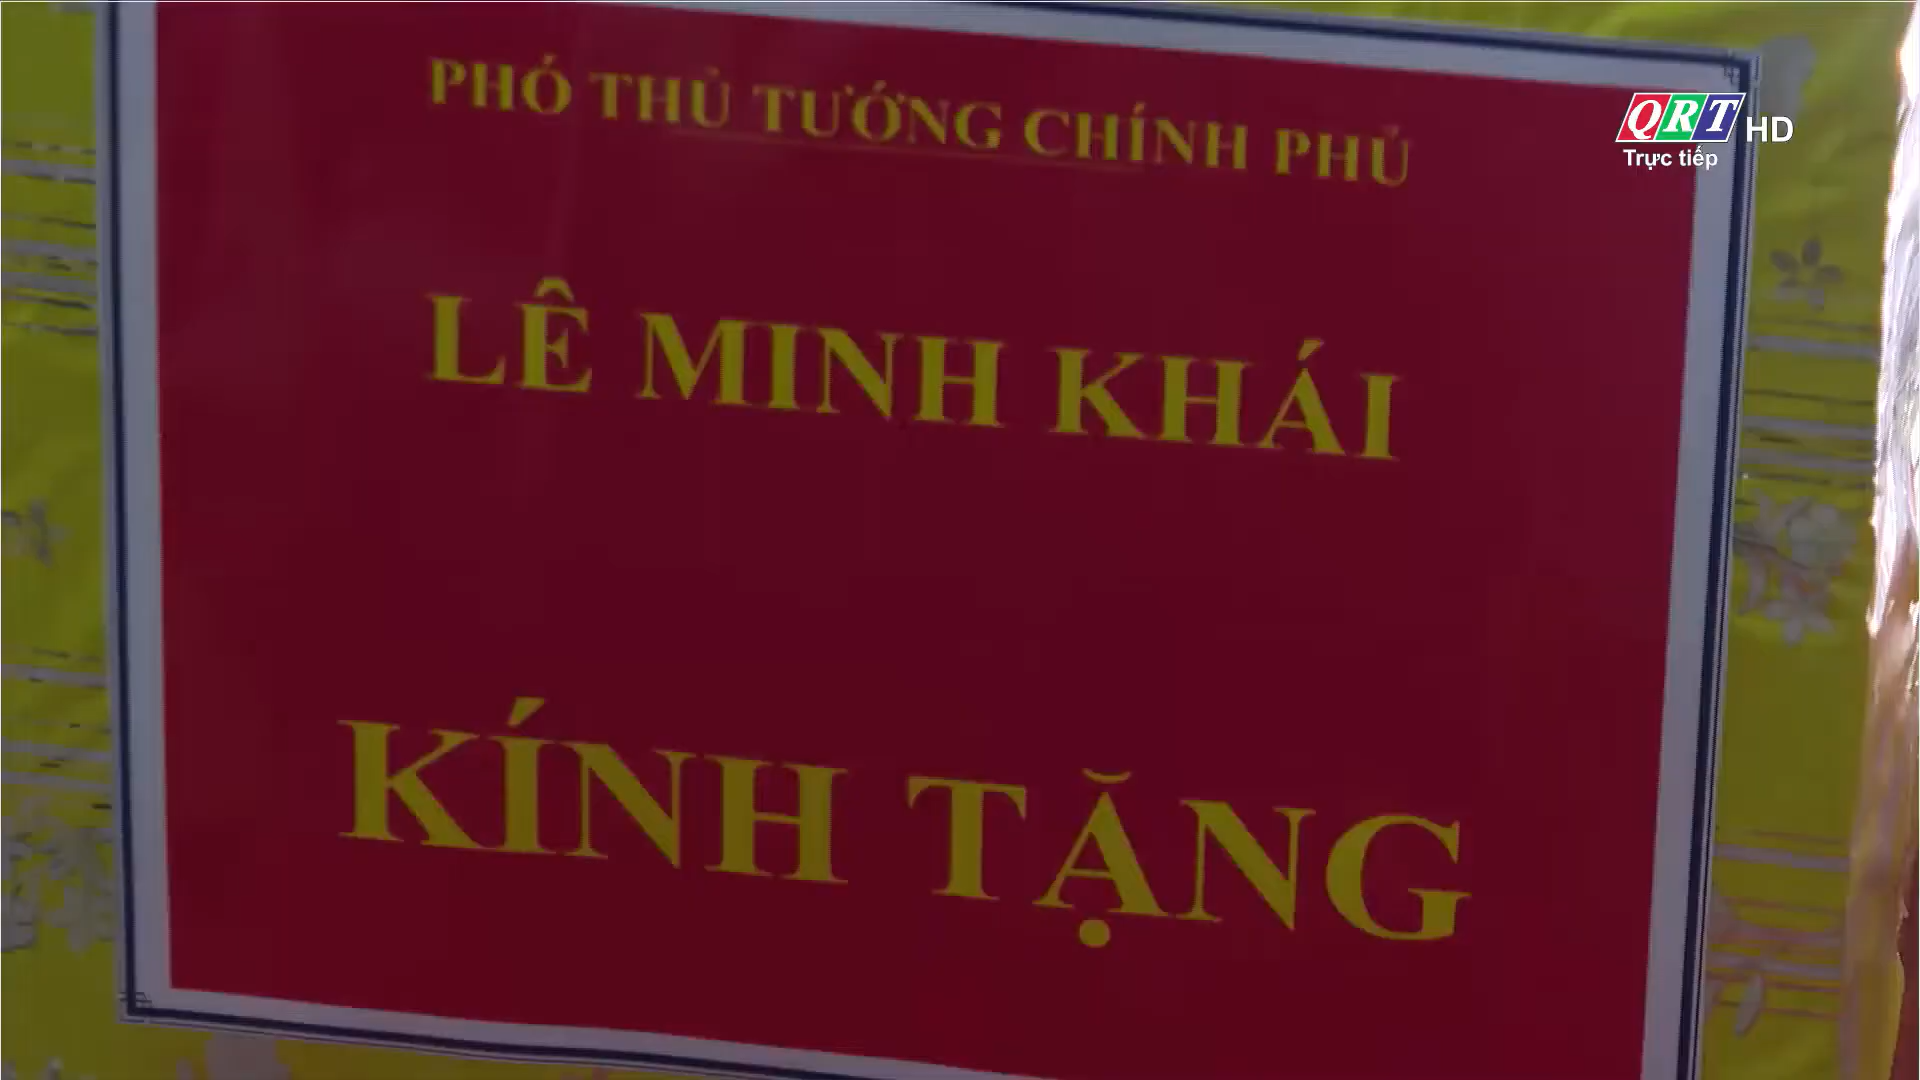 PHÓ THỦ TƯỚNG CHÍNH PHỦ
QRT HD
Trực tiếp
LÊ MINH KHÁI
KÍNH TẶNG